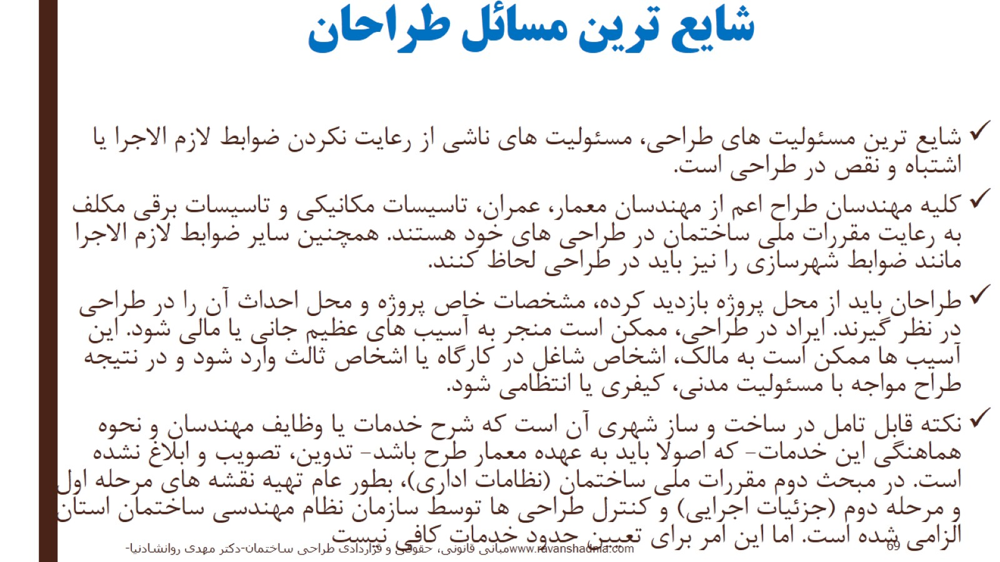 شایع ترین مسائل طراحان
✓ شایع ترین مسئولیت های طراحی، مسئولیت های ناشی از رعایت نکردن ضوابط لازم الاجرا یا
اشتباه و نقص در طراحی است.
✓ کلیه مهندسان طراح اعم از مهندسان معمار، عمران، تاسیسات مکانیکی و تاسیسات برقی مکلف
به رعایت مقررات ملی ساختمان در طراحی های خود هستند. همچنین سایر ضوابط لازم الاجرا
مانند ضوابط شهرسازی را نیز باید در طراحی لحاظ کنند.
✓ طراحان باید از محل پروژه بازدید کرده، مشخصات خاص پروژه و محل احداث آن را در طراحی
در نظر گیرند. ایراد در طراحی، ممکن است منجر به آسیب های عظیم جانی یا مالی شود. این
آسیب ها ممکن است به مالک، اشخاص شاغل در کارگاه یا اشخاص ثالث وارد شود و در نتیجه
طراح مواجه با مسئولیت مدنی، کیفری یا انتظامی شود.
✓ نکته قابل تامل در ساخت و ساز شهری آن است که شرح خدمات یا وظایف مهندسان و نحوه
هماهنگی این خدمات– که اصولا باید به عهده معمار طرح باشد– تدوین، تصویب و ابلاغ نشده
است. در مبحث دوم مقررات ملی ساختمان (نظامات اداری)، بطور عام تهیه نقشه های مرحله اول
و مرحله دوم (جزئیات اجرایی) و کنترل طراحی ها توسط سازمان نظام مهندسی ساختمان استان
الزامی شده است. اما این امر برای تعیین حدود خدمات کافی نیست
مبانی قانونی، حقوقی و قراردادی طراحی ساختمان-دکتر مهدی روانشادنیا-www.ravanshadnia.com
69